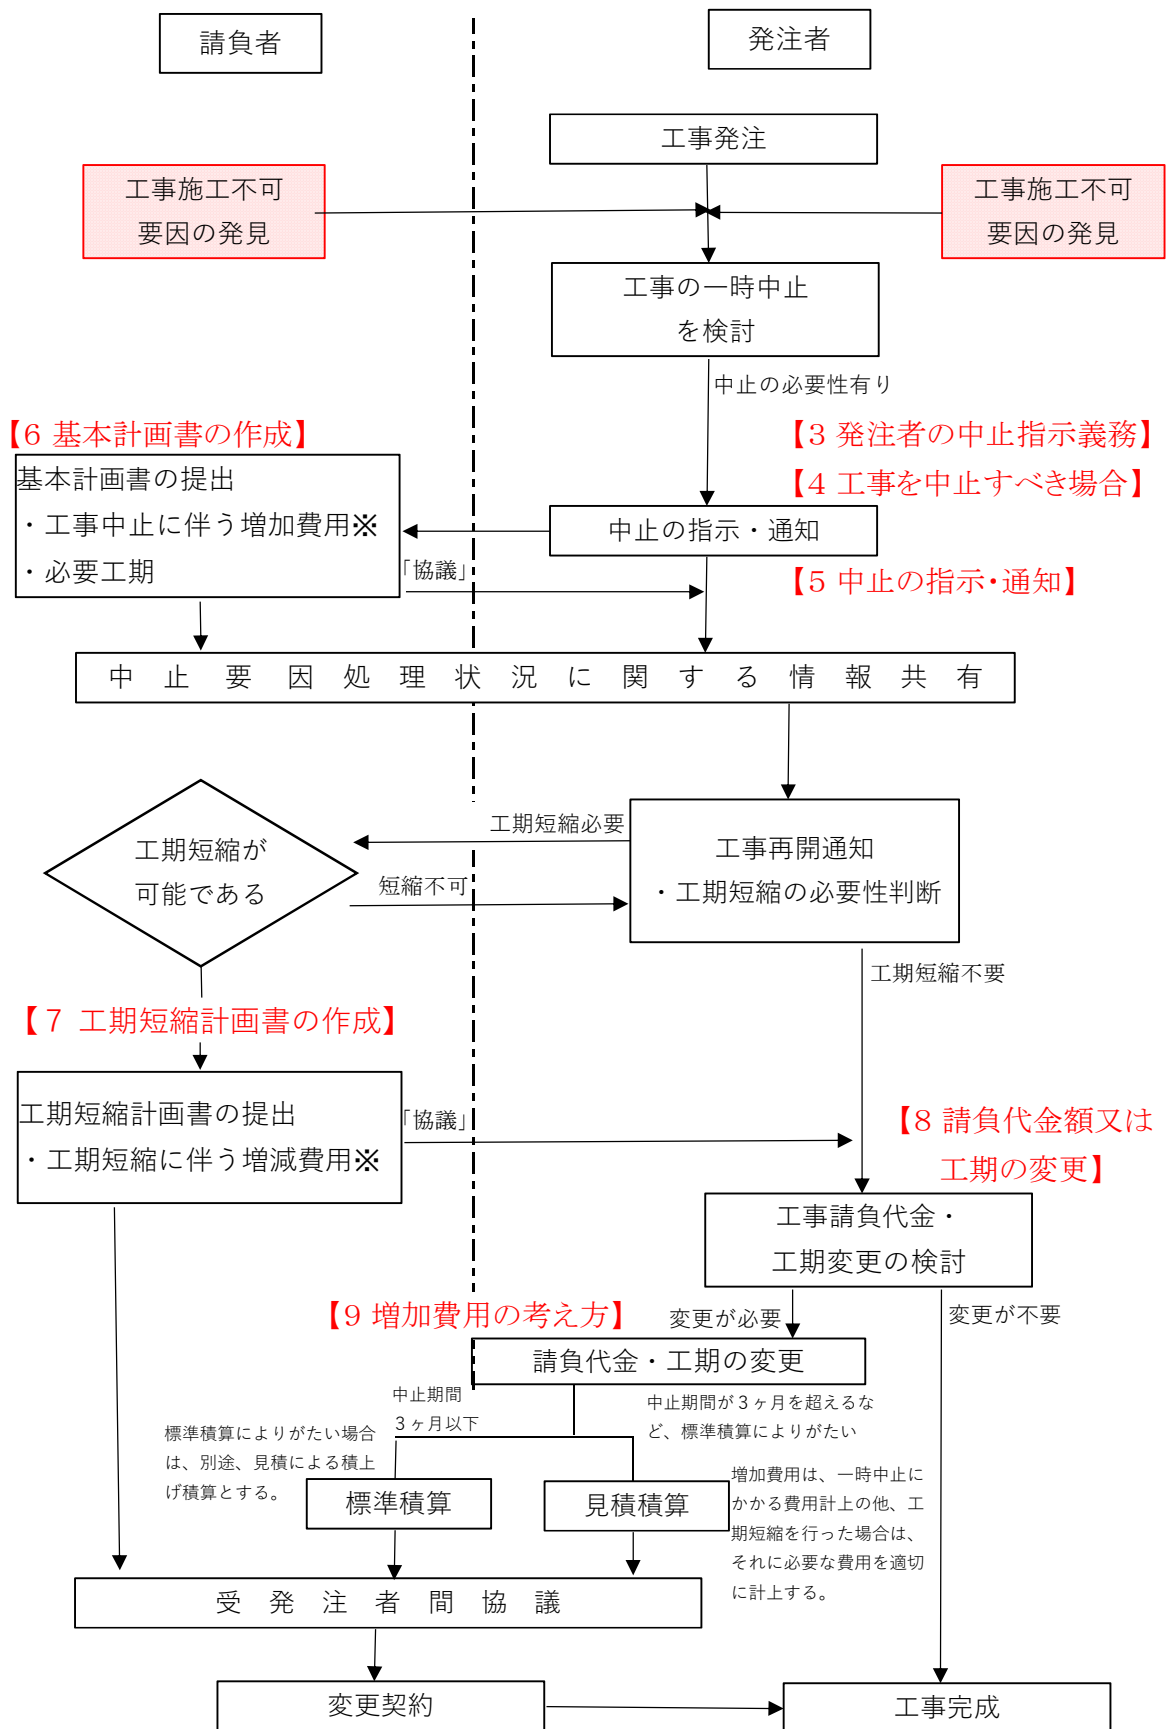 請負者
発注者
工事発注
工事施工不可
要因の発見
工事施工不可
要因の発見
工事の一時中止
を検討
中止の必要性有り
【6 基本計画書の作成】
【3 発注者の中止指示義務】
【4 工事を中止すべき場合】
基本計画書の提出
・工事中止に伴う増加費用※
・必要工期
中止の指示・通知
「協議」
【5 中止の指示・通知】
中止要因処理状況に関する情報共有
工期短縮が
可能である
工期短縮必要
短縮不可
工事再開通知
・工期短縮の必要性判断
工期短縮不要
【７ 工期短縮計画書の作成】
工期短縮計画書の提出
・工期短縮に伴う増減費用※
「協議」
【8 請負代金額又は
工期の変更】
工事請負代金・
工期変更の検討
【9 増加費用の考え方】
変更が必要
変更が不要
請負代金・工期の変更
中止期間
３ヶ月以下
中止期間が３ヶ月を超えるな
ど、標準積算によりがたい
標準積算によりがたい場合
は、別途、見積による積上
げ積算とする。
標準積算
見積積算
増加費用は、一時中止に
かかる費用計上の他、工
期短縮を行った場合は、
それに必要な費用を適切
に計上する。
受発注者間協議
変更契約
工事完成